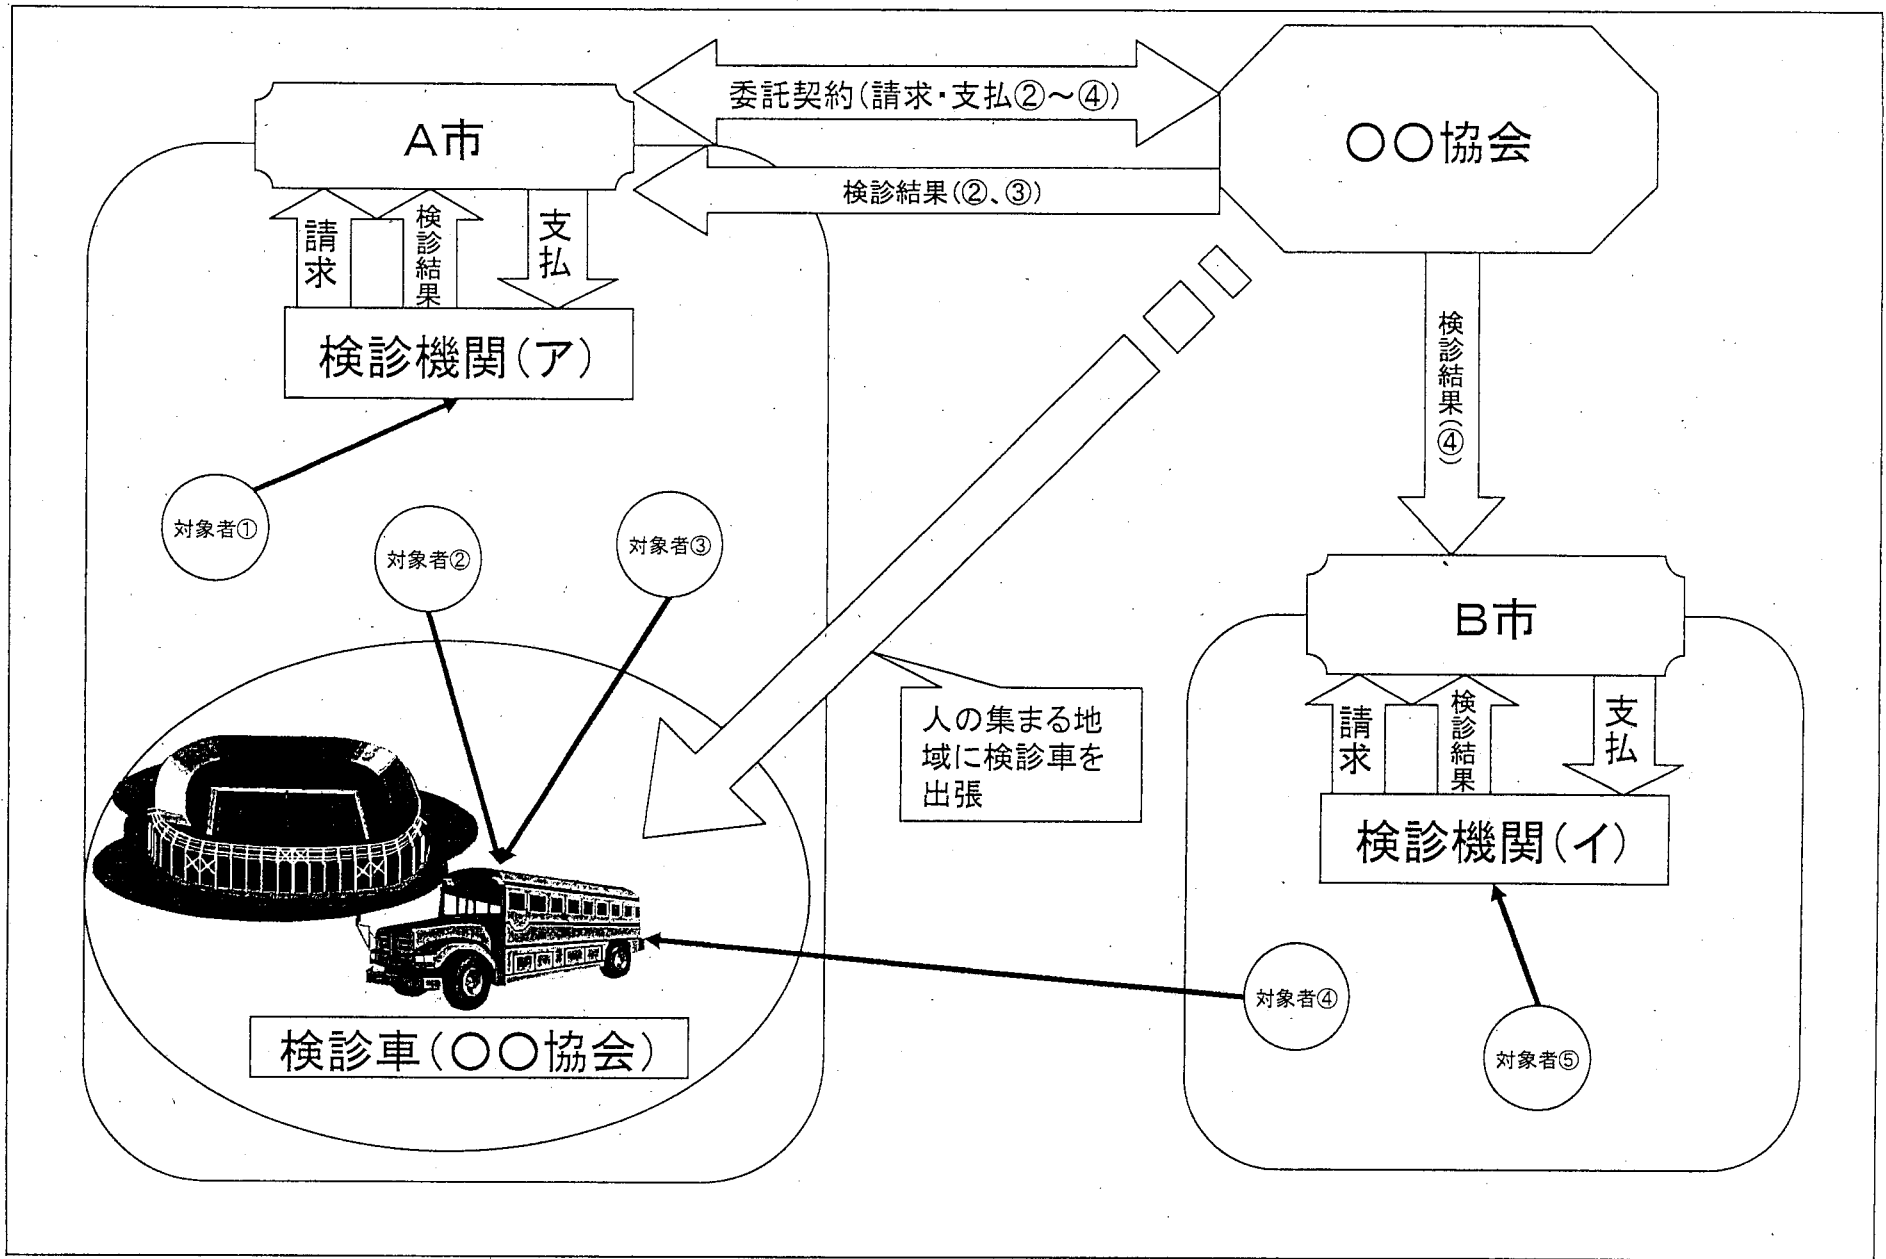 委託契約(請求・支払②~④)
A市
○○協会
検診結果(②、③)
請求
検診結果
支払
検診機関(ア)
検診結果(④)
対象者①
対象者②
対象者③
B市
人の集まる地
域に検診車を
出張
請求
検診結果
支払
検診機関(イ)
対象者④
検診車(○○協会)
対象者⑤